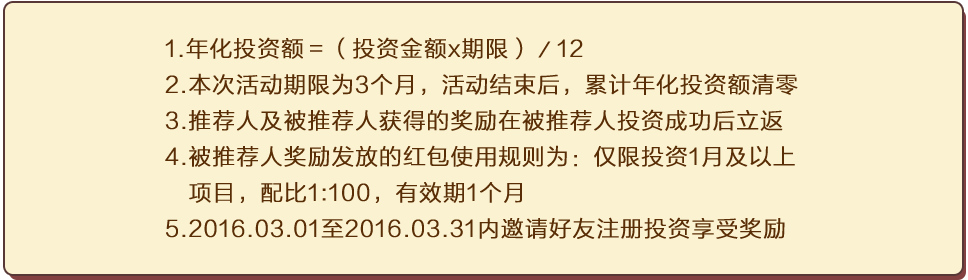 1.年化投资额=（投资金额x期限）/12
2.本次活动期限为3个月，活动结束后，累计年化投资额清零
3.推荐人及被推荐人获得的奖励在被推荐人投资成功后立返
4.被推荐人奖励发放的红包使用规则为：仅限投资1月及以上
项目，配比1:100，有效期1个月
5.2016.03.01至2016.03.31内邀请好友注册投资享受奖励